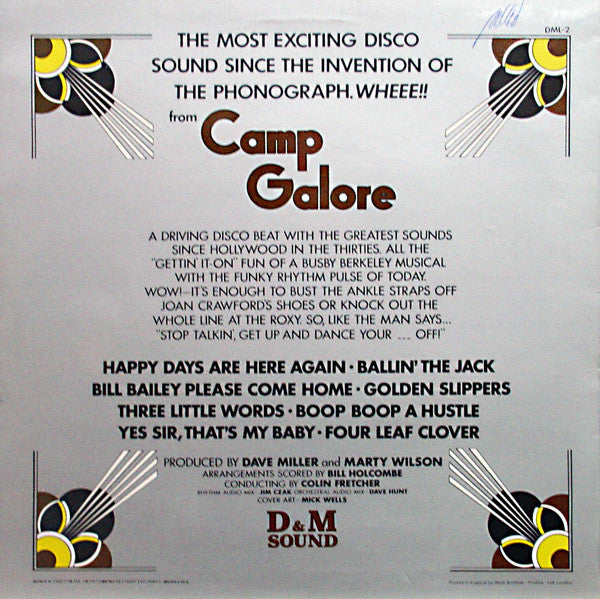 DML-2
THE MOST EXCITING DISCO
SOUND SINCE THE INVENTION OF
THE PHONOGRAPH. WHEEE!!
from Camp
Galore
A DRIVING DISCO BEAT WITH THE GREATEST SOUNDS
SINCE HOLLYWOOD IN THE THIRTIES. ALL THE
"GETTIN' IT-ON" FUN OF A BUSBY BERKELEY MUSICAL
WITH THE FUNKY RHYTHM PULSE OF TODAY.
WOW!—IT'S ENOUGH TO BUST THE ANKLE STRAPS OFF
JOAN CRAWFORD'S SHOES OR KNOCK OUT THE
WHOLE LINE AT THE ROXY. SO, LIKE THE MAN SAYS...
"STOP TALKIN', GET UP AND DANCE YOUR ... OFF!"
HAPPY DAYS ARE HERE AGAIN · BALLIN' THE JACK
BILL BAILEY PLEASE COME HOME · GOLDEN SLIPPERS
THREE LITTLE WORDS · BOOP BOOP A HUSTLE
YES SIR, THAT'S MY BABY · FOUR LEAF CLOVER
PRODUCED BY DAVE MILLER and MARTY WILSON
ARRANGEMENTS SCORED BY BILL HOLCOMBE
CONDUCTING BY COLIN FRETCHER
RHYTHM AUDIO MIX - JIM CZAK ORCHESTRAL AUDIO MIX - DAVE HUNT
COVER ART - MICK WELLS
D&M
SOUND